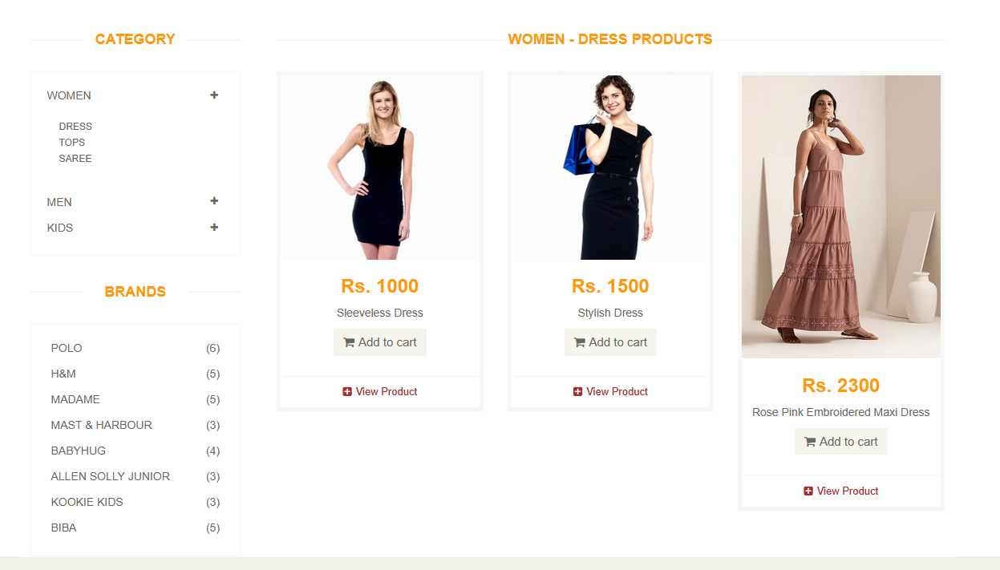 CATEGORY
WOMEN
DRESS
TOPS
SAREE
MEN
KIDS
BRANDS
POLO (6)
H&M (5)
MADAME (5)
MAST & HARBOUR (3)
BABYHUG (4)
ALLEN SOLLY JUNIOR (3)
KOOKIE KIDS (3)
BIBA (5)
WOMEN - DRESS PRODUCTS
Rs. 1000
Sleeveless Dress
Add to cart
View Product
Rs. 1500
Stylish Dress
Add to cart
View Product
Rs. 2300
Rose Pink Embroidered Maxi Dress
Add to cart
View Product